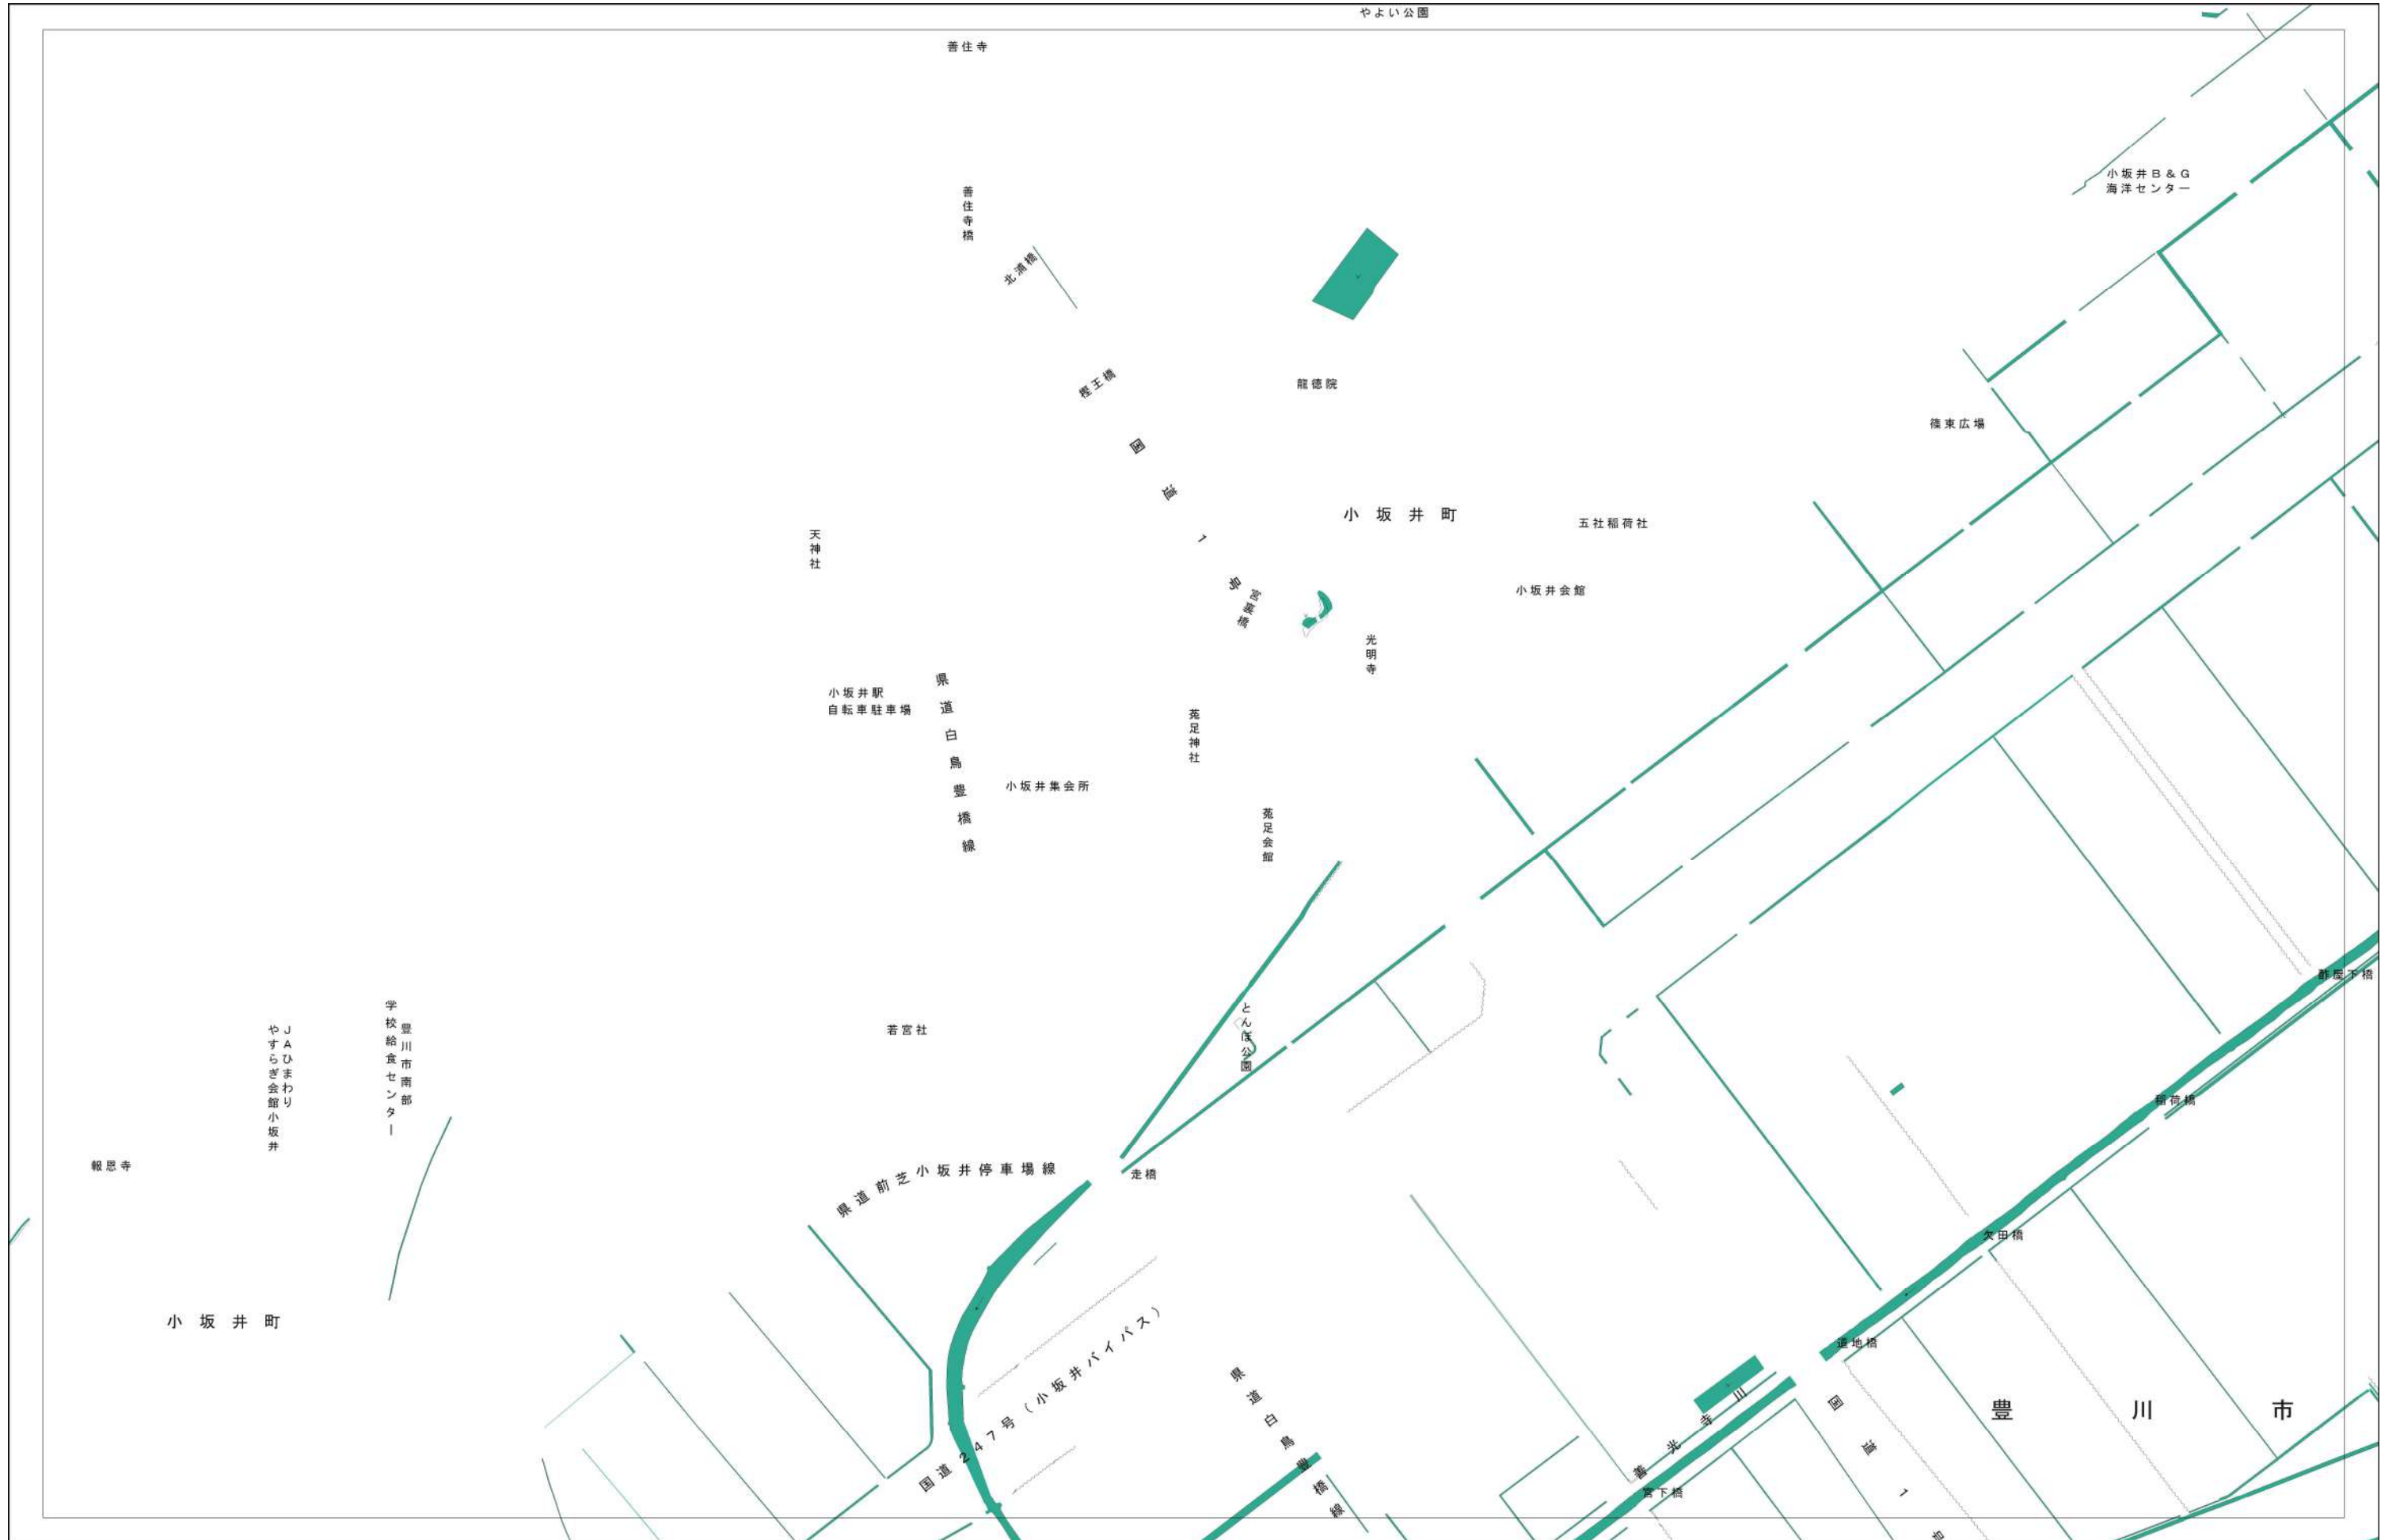 やよい公園
善住寺
小坂井B&G
海洋センター
善住寺橋
北浦橋
樫王橋
龍徳院
篠東広場
国道1号
小坂井町
五社稲荷社
天神社
小坂井会館
光明寺
小坂井駅
自転車駐車場
県道白鳥豊橋線
菟足神社
小坂井集会所
菟足会館
酢屋下橋
とんぼ公園
若宮社
豊川市南部
学校給食センター
JAひまわり
やすらぎ会館小坂井
稲荷橋
報恩寺
県道前芝小坂井停車場線
走橋
欠田橋
小坂井町
国道247号(小坂井バイパス)
道地橋
県道白鳥豊橋線
善光寺川
国道1号
豊川市
宮下橋